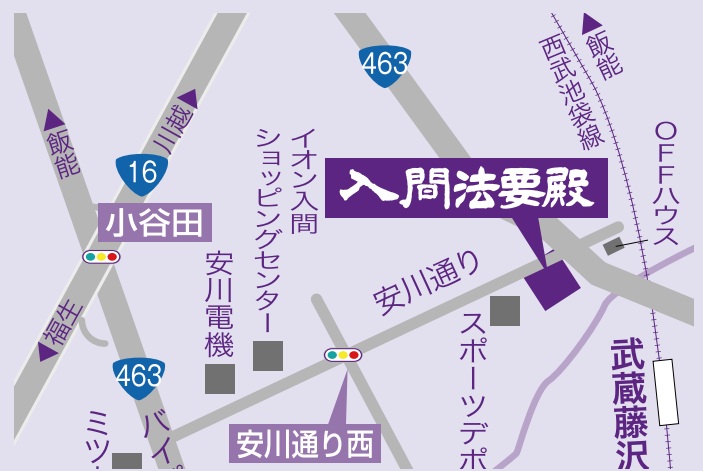 飯能
川越
463
飯能
西武池袋線
OFFハウス
16
イオン入間
ショッピングセンター
入間法要殿
小谷田
安川電機
安川通り
福生
463
スポーツデポ
武蔵藤沢
安川通り西
ミツ
バイ